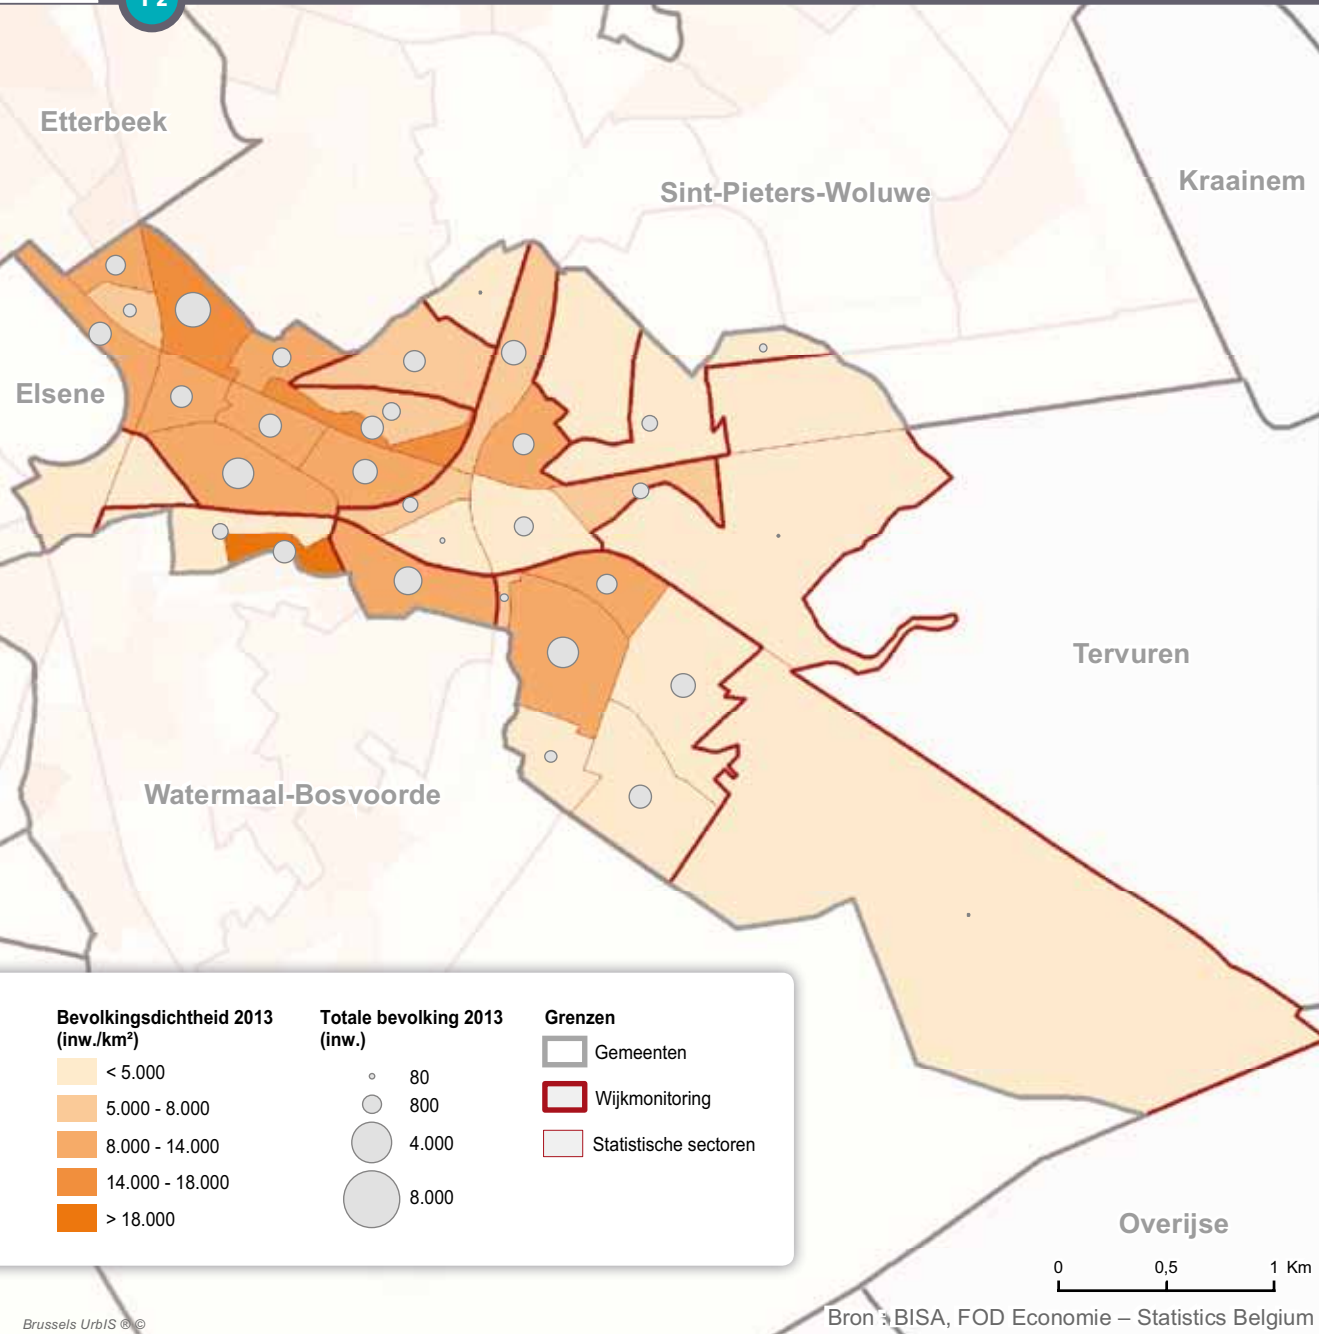 Etterbeek
Sint-Pieters-Woluwe
Kraainem
Elsene
Tervuren
Watermaal-Bosvoorde
Bevolkingsdichtheid 2013
(inw./km²)
< 5.000
5.000 - 8.000
8.000 - 14.000
14.000 - 18.000
> 18.000
Totale bevolking 2013
(inw.)
80
800
4.000
8.000
Grenzen
Gemeenten
Wijkmonitoring
Statistische sectoren
Overijse
0 0,5 1 Km
Brussels UrbIS ® ©
Bron : BISA, FOD Economie – Statistics Belgium